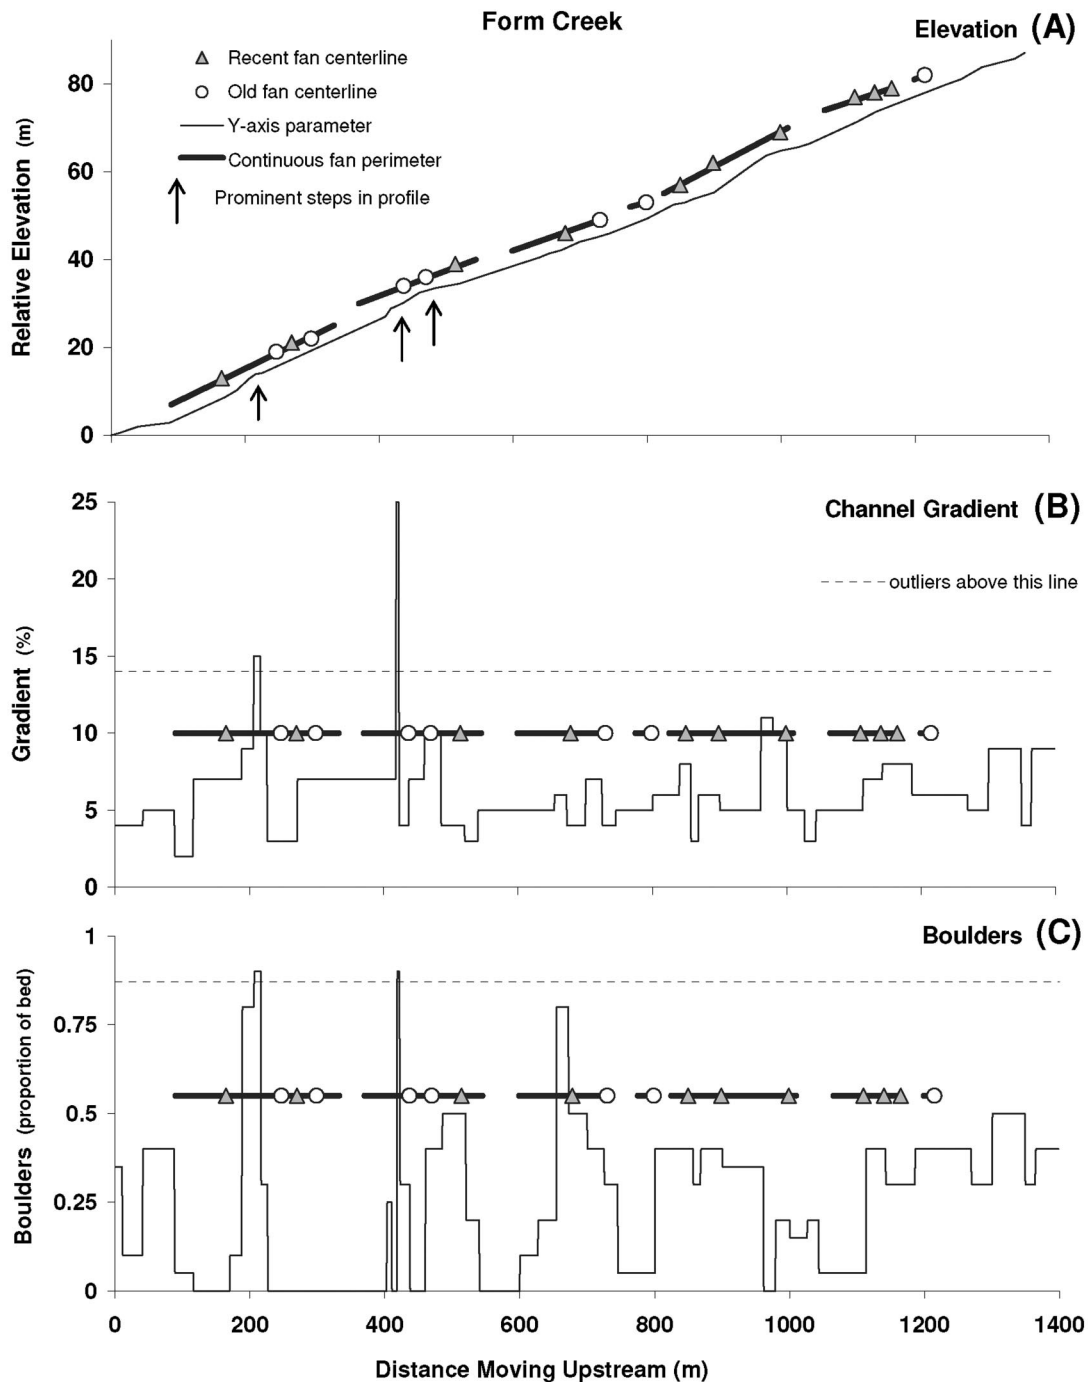 Form Creek
Elevation (A)
Recent fan centerline
Old fan centerline
Y-axis parameter
Continuous fan perimeter
Prominent steps in profile
Relative Elevation (m)
80
60
40
20
0
Channel Gradient (B)
outliers above this line
Gradient (%)
25
20
15
10
5
0
Boulders (C)
Boulders (proportion of bed)
1
0.75
0.5
0.25
0
0 200 400 600 800 1000 1200 1400
Distance Moving Upstream (m)